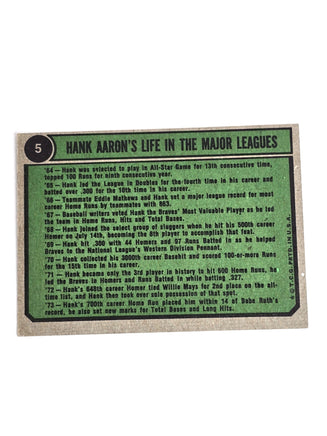 5
HANK AARON'S LIFE IN THE MAJOR LEAGUES
'64 — Hank was selected to play in All-Star Game for 13th consecutive time,
topped 100 Runs for ninth consecutive year.
'65 — Hank led the League in Doubles for the fourth time in his career and
batted over .300 for the 10th time in his career.
'66 — Teammate Eddie Mathews and Hank set a major league record for most
career Home Runs by teammates with 863.
'67 — Baseball writers voted Hank the Braves' Most Valuable Player as he led
the team in Home Runs, Hits and Total Bases.
'68 — Hank joined the select group of sluggers when he hit his 500th career
Homer on July 14th, becoming the 8th player to accomplish this feat.
'69 — Hank hit .300 with 44 Homers and 97 Runs Batted in as he helped
Braves to the National League's Western Division Pennant.
'70 — Hank collected his 3000th career Basehit and scored 100-or-more Runs
for the 15th time in his career.
'71 — Hank became only the 3rd player in history to hit 600 Home Runs, he
led the Braves in Homers and Runs Batted in while batting .327.
'72 — Hank's 648th career Homer tied Willie Mays for 2nd place on the all-
time list, and Hank then took over sole possession of that spot.
'73 — Hank's 700th career Home Run placed him within 14 of Babe Ruth's
record, he also set new marks for Total Bases and Long Hits.
© T.C.G. PRTD. IN U.S.A.